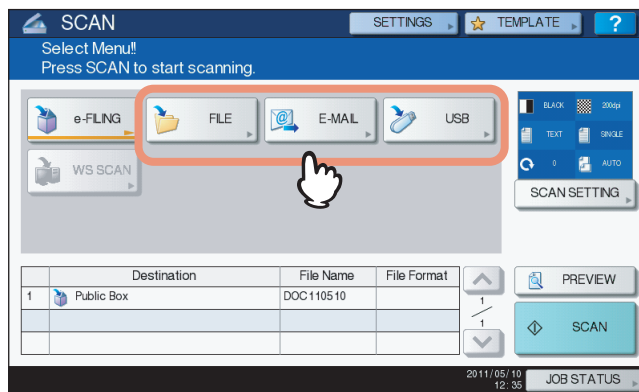 SCAN
SETTINGS
TEMPLATE
?
Select Menu!!
Press SCAN to start scanning.
e-FILING
FILE
E-MAIL
USB
WS SCAN
BLACK
200dpi
TEXT
SINGLE
0
AUTO
SCAN SETTING
Destination File Name File Format
1 Public Box DOC110510
1
1
PREVIEW
SCAN
2011/05/10
12:35
JOB STATUS